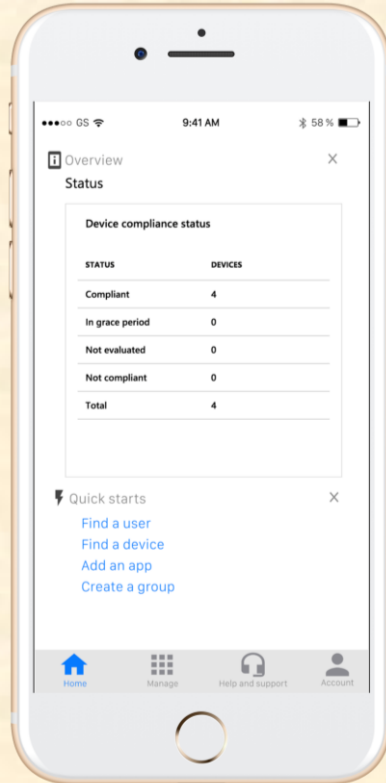 GS 9:41 AM 58 %
Overview
Status
Device compliance status
STATUS DEVICES
Compliant 4
In grace period 0
Not evaluated 0
Not compliant 0
Total 4
Quick starts
Find a user
Find a device
Add an app
Create a group
Home Manage Help and support Account